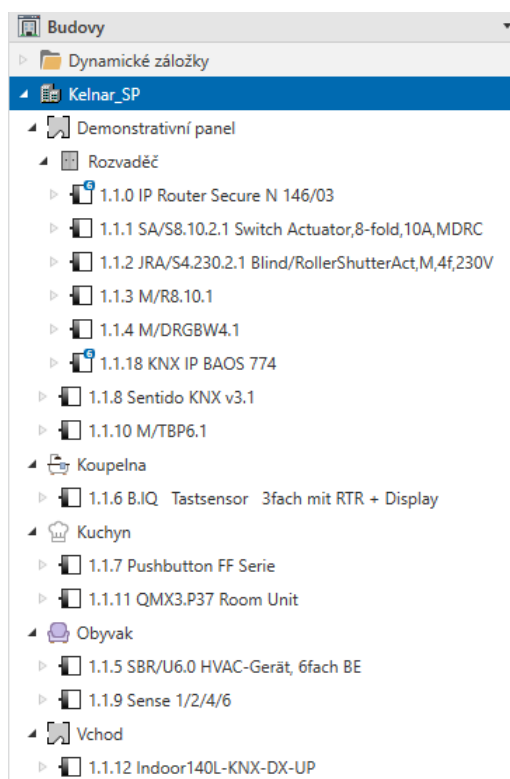 Budovy
Dynamické záložky
Kelnar_SP
Demonstrativní panel
Rozvaděč
1.1.0 IP Router Secure N 146/03
1.1.1 SA/S8.10.2.1 Switch Actuator,8-fold,10A,MDRC
1.1.2 JRA/S4.230.2.1 Blind/RollerShutterAct,M,4f,230V
1.1.3 M/R8.10.1
1.1.4 M/DRGBW4.1
1.1.18 KNX IP BAOS 774
1.1.8 Sentido KNX v3.1
1.1.10 M/TBP6.1
Koupelna
1.1.6 B.IQ Tastsensor 3fach mit RTR + Display
Kuchyn
1.1.7 Pushbutton FF Serie
1.1.11 QMX3.P37 Room Unit
Obyvak
1.1.5 SBR/U6.0 HVAC-Gerät, 6fach BE
1.1.9 Sense 1/2/4/6
Vchod
1.1.12 Indoor140L-KNX-DX-UP